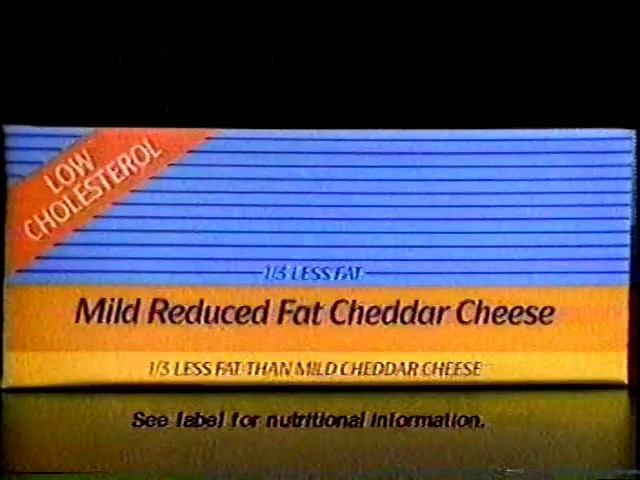 LOW
CHOLESTEROL
1/3 LESS FAT
Mild Reduced Fat Cheddar Cheese
1/3 LESS FAT THAN MILD CHEDDAR CHEESE
See label for nutritional information.